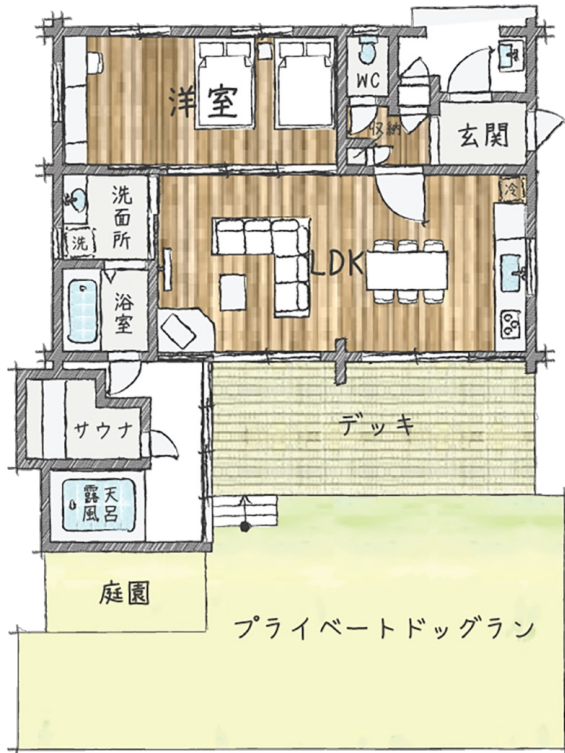 洋室
WC
収納
玄関
洗面所
洗
冷
LDK
浴室
サウナ
デッキ
露天
風呂
庭園
プライベートドッグラン